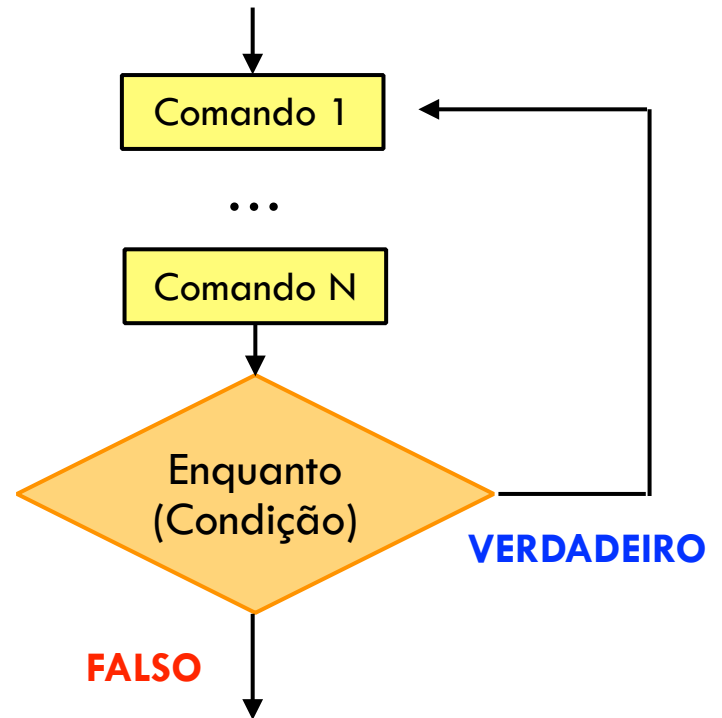 Comando 1
...
Comando N
Enquanto
(Condição)
VERDADEIRO
FALSO